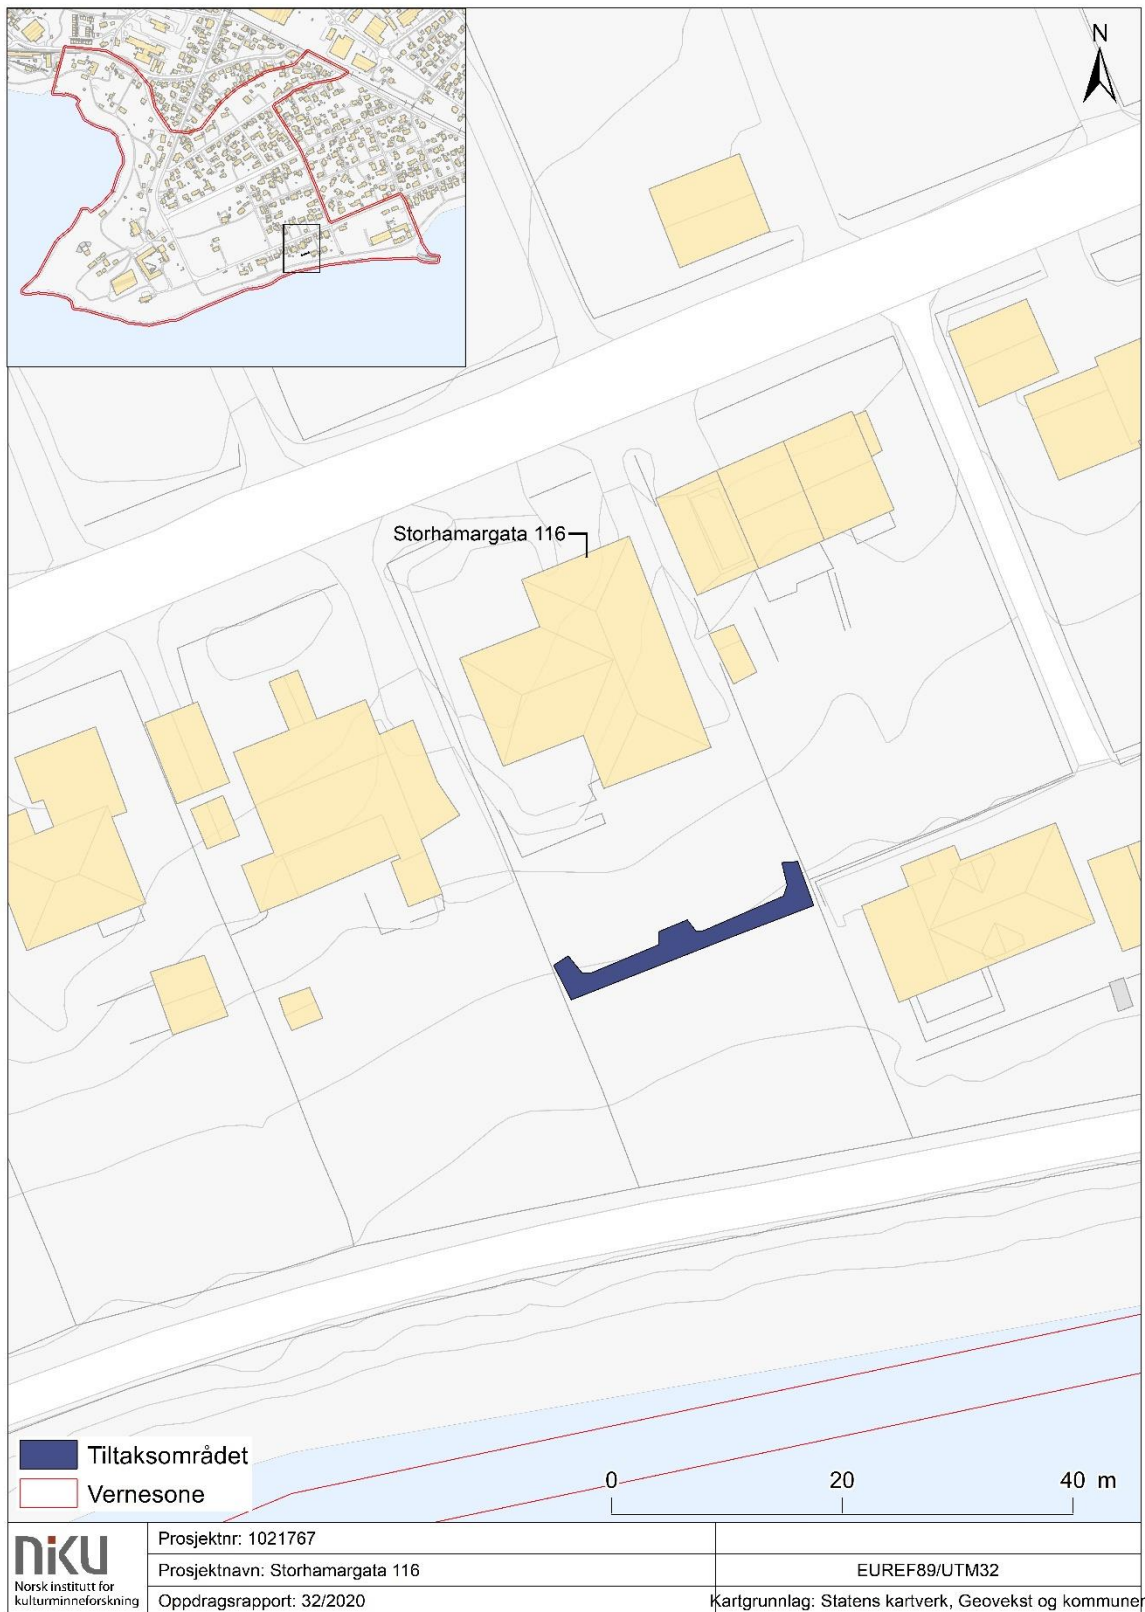 N
Storhamargata 116
Tiltaksområdet
Vernesone
0 20 40 m
niku
Norsk institutt for
kulturminneforskning
Prosjektnr: 1021767
Prosjektnavn: Storhamargata 116
EUREF89/UTM32
Oppdragsrapport: 32/2020
Kartgrunnlag: Statens kartverk, Geovekst og kommuner